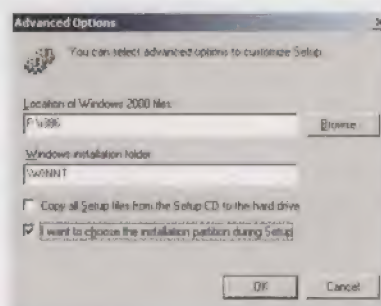 Advanced Options
You can select advanced options to customize Setup.
Location of Windows 2000 files:
F:\i386
Browse...
Windows installation folder:
\WINNT
Copy all Setup files from the Setup CD to the hard drive
I want to choose the installation partition during Setup
OK
Cancel